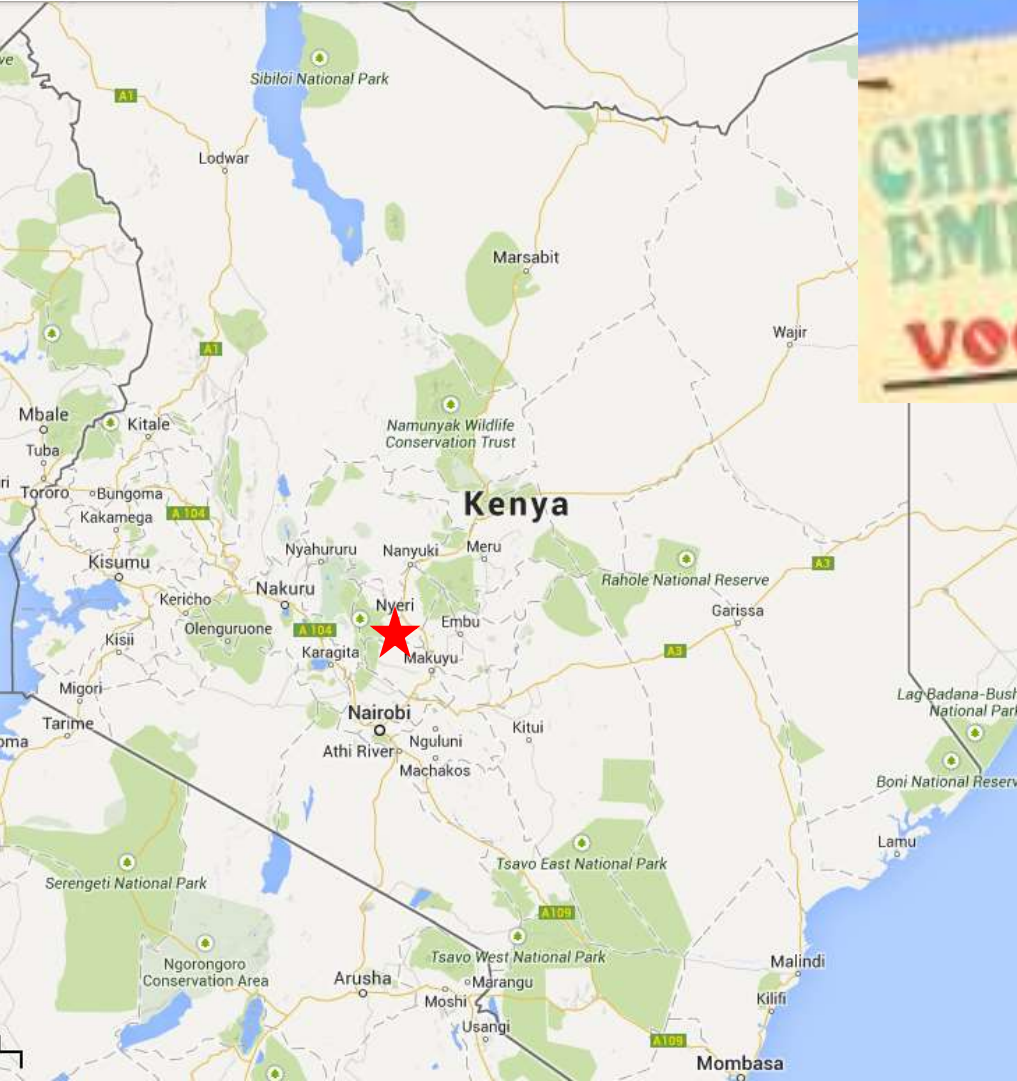 Sibiloi National Park
A1
Lodwar
Marsabit
Wajir
A1
Namunyak Wildlife
Conservation Trust
Mbale
Kitale
Tuba
Tororo
Bungoma
Kakamega
A 104
Kenya
Nyahururu
Nanyuki
Meru
A3
Kisumu
Rahole National Reserve
Nakuru
Kericho
Nyeri
Garissa
Olenguruone
A 104
Embu
Kisii
Karagita
Makuyu
A3
Migori
Lag Badana-Bush
National Park
Nairobi
Tarime
Kitui
Athi River
Nguluni
Machakos
Boni National Reserv
Lamu
Tsavo East National Park
Serengeti National Park
A109
Tsavo West National Park
Ngorongoro
Conservation Area
Malindi
Arusha
Marangu
Moshi
Kilifi
Usangi
A109
Mombasa
CHIL
EM
VO